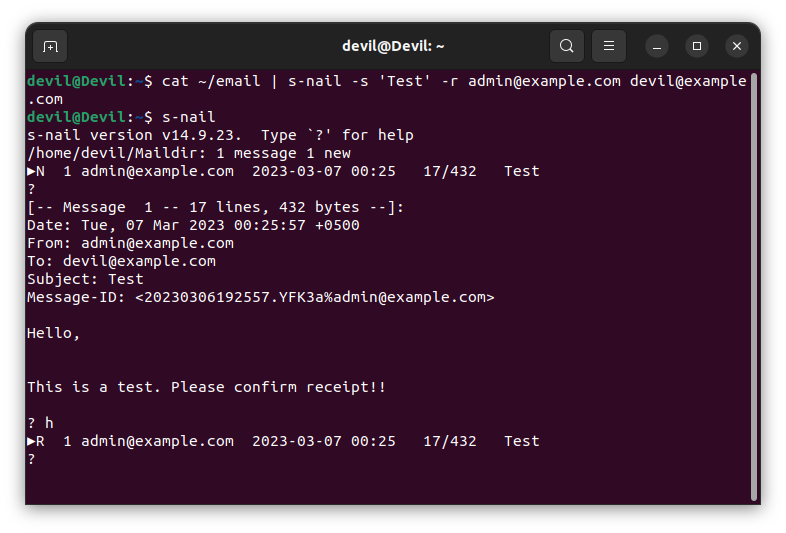 devil@Devil: ~
devil@Devil:~$ cat ~/email | s-nail -s 'Test' -r admin@example.com devil@example
.com
devil@Devil:~$ s-nail
s-nail version v14.9.23.  Type `?' for help
/home/devil/Maildir: 1 message 1 new
▶N  1 admin@example.com  2023-03-07 00:25   17/432   Test
?
[-- Message  1 -- 17 lines, 432 bytes --]:
Date: Tue, 07 Mar 2023 00:25:57 +0500
From: admin@example.com
To: devil@example.com
Subject: Test
Message-ID: <20230306192557.YFK3a%admin@example.com>
Hello,
This is a test. Please confirm receipt!!
? h
▶R  1 admin@example.com  2023-03-07 00:25   17/432   Test
?